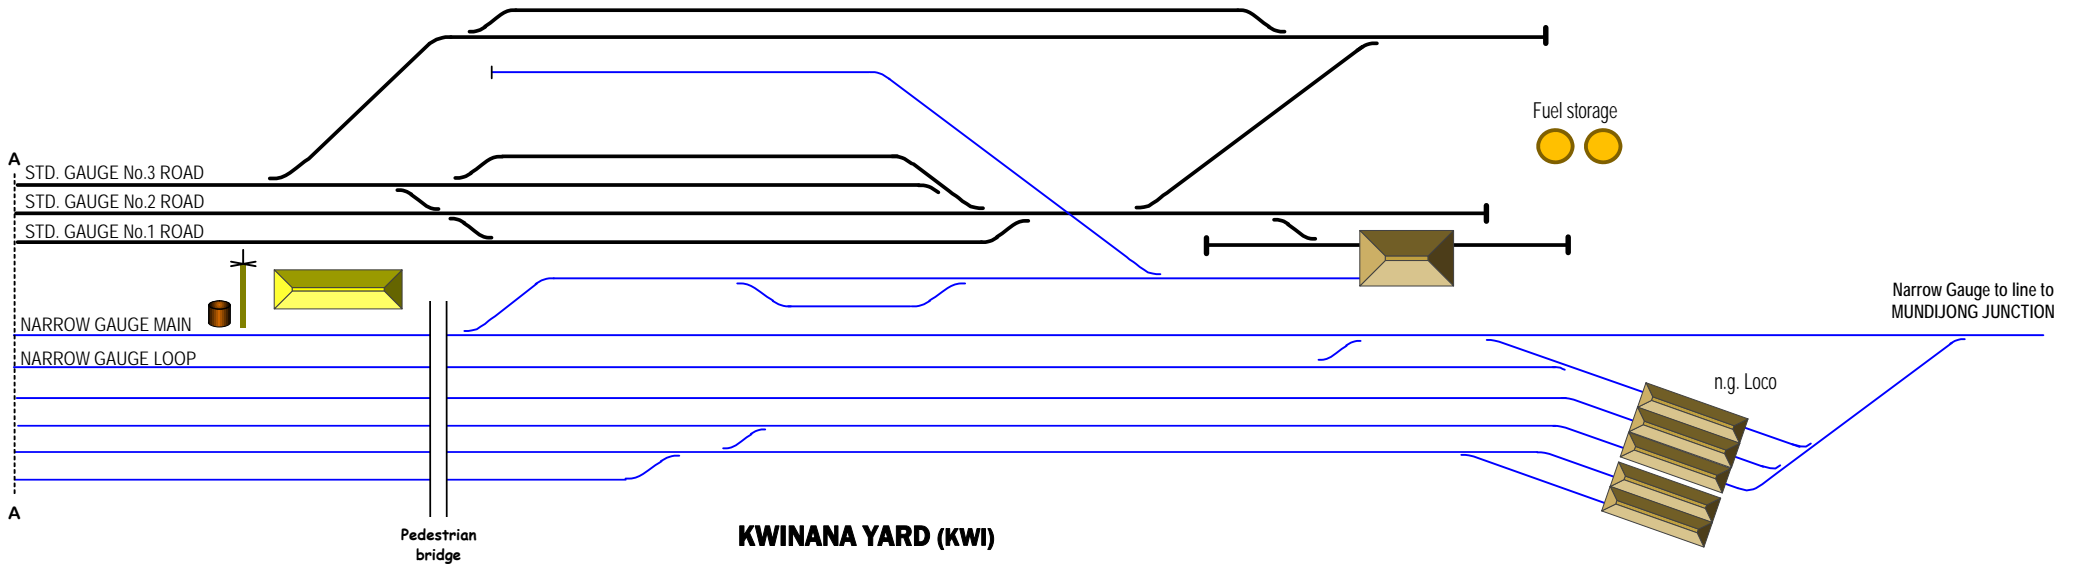 Fuel storage
A
STD. GAUGE No.3 ROAD
STD. GAUGE No.2 ROAD
STD. GAUGE No.1 ROAD
Narrow Gauge to line to
MUNDIJONG JUNCTION
NARROW GAUGE MAIN
NARROW GAUGE LOOP
n.g. Loco
A
Pedestrian
bridge
KWINANA YARD (KWI)